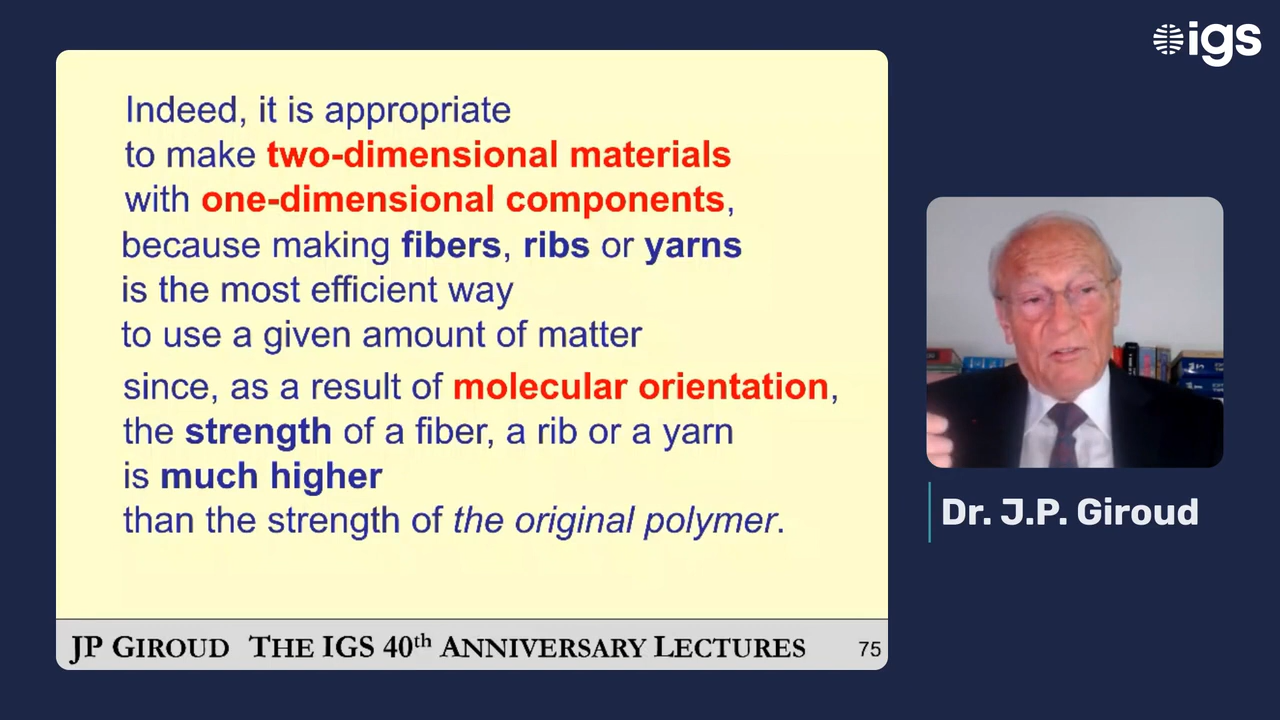 Indeed, it is appropriate
to make two-dimensional materials
with one-dimensional components,
because making fibers, ribs or yarns
is the most efficient way
to use a given amount of matter
since, as a result of molecular orientation,
the strength of a fiber, a rib or a yarn
is much higher
than the strength of the original polymer.
JP GIROUD THE IGS 40th ANNIVERSARY LECTURES 75
igs
Dr. J.P. Giroud